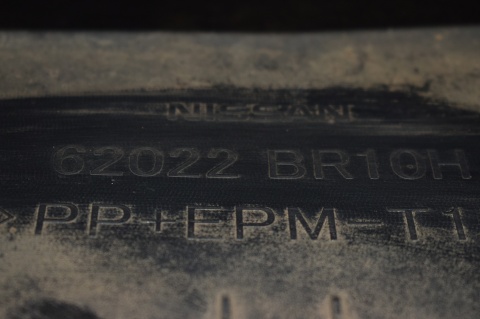 NISSAN
62022 BR10H
>PP+EPM-T1